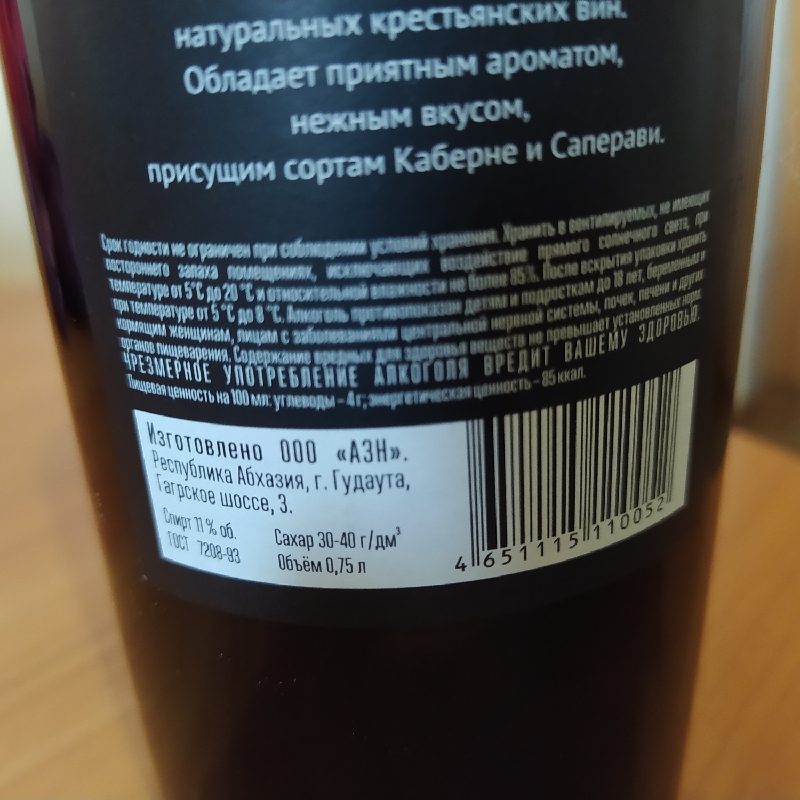 натуральных крестьянских вин.
Обладает приятным ароматом,
нежным вкусом,
присущим сортам Каберне и Саперави.
Срок годности не ограничен при соблюдении условий хранения. Хранить в вентилируемых, не имеющих
постороннего запаха помещениях, исключающих воздействие прямого солнечного света, при
температуре от 5°С до 20 °С и относительной влажности не более 85%. После вскрытия упаковки хранить
при температуре от 5 °С до 8 °С. Алкоголь противопоказан детям и подросткам до 18 лет, беременным и
кормящим женщинам, лицам с заболеваниями центральной нервной системы, почек, печени и других
органов пищеварения. Содержание вредных для здоровья веществ не превышает установленных норм.
ЧРЕЗМЕРНОЕ УПОТРЕБЛЕНИЕ АЛКОГОЛЯ ВРЕДИТ ВАШЕМУ ЗДОРОВЬЮ.
Пищевая ценность на 100 мл: углеводы - 4 г; энергетическая ценность - 85 ккал.
Изготовлено ООО «АЗН».
Республика Абхазия, г. Гудаута,
Гагрское шоссе, 3.
Спирт 11 % об.
ГОСТ 7208-93
Сахар 30-40 г/дм³
Объём 0,75 л
4 651115 110052